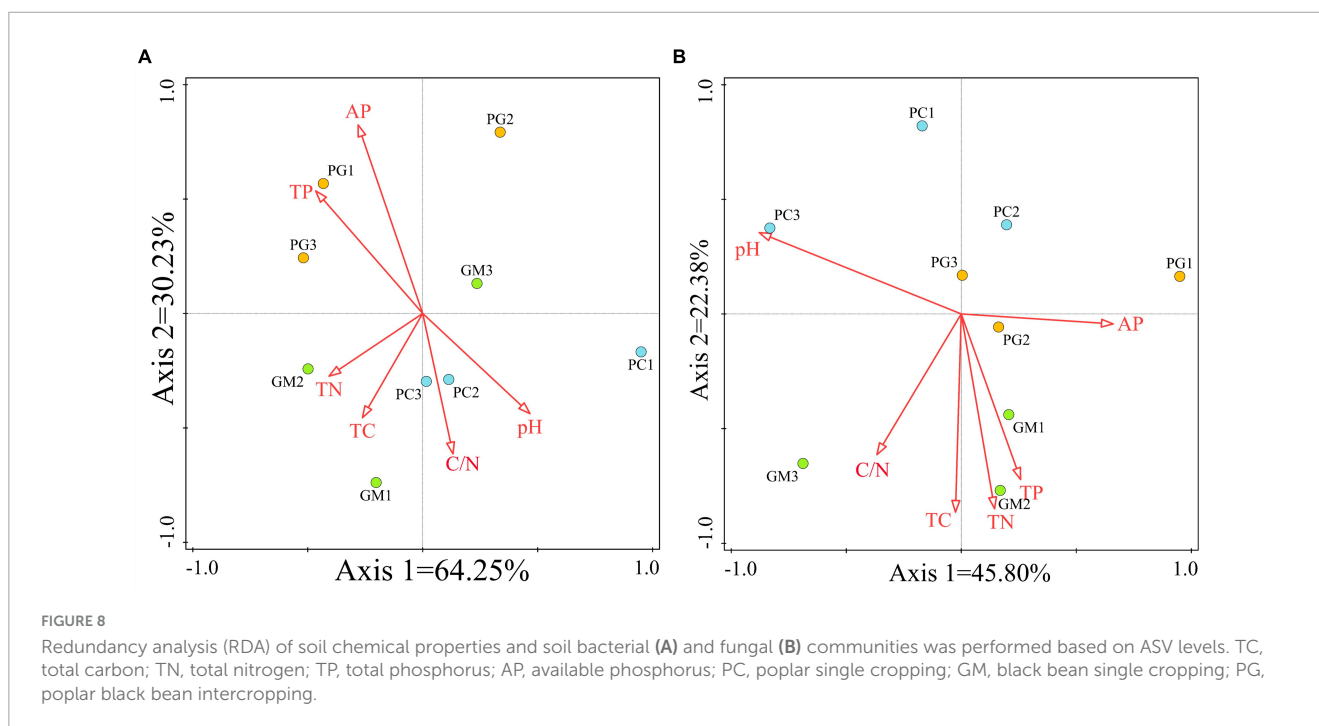 A
1.0
Axis 2=30.23%
-1.0
AP
PG2
PG1
TP
PG3
GM3
PC1
GM2
TN
PC3
PC2
TC
pH
C/N
GM1
-1.0
Axis 1=64.25%
1.0
B
1.0
Axis 2=22.38%
-1.0
PC1
PC3
PC2
pH
PG3
PG1
AP
PG2
GM1
C/N
GM3
TP
GM2
TC
TN
-1.0
Axis 1=45.80%
1.0
FIGURE 8
Redundancy analysis (RDA) of soil chemical properties and soil bacterial (A) and fungal (B) communities was performed based on ASV levels. TC,
total carbon; TN, total nitrogen; TP, total phosphorus; AP, available phosphorus; PC, poplar single cropping; GM, black bean single cropping; PG,
poplar black bean intercropping.